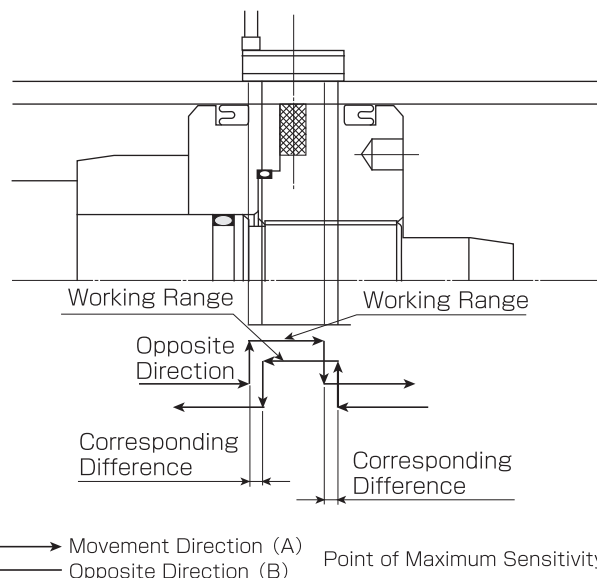 Working Range
Working Range
Opposite
Direction
Corresponding
Difference
Corresponding
Difference
Movement Direction (A)
Opposite Direction (B)
Point of Maximum Sensitivity